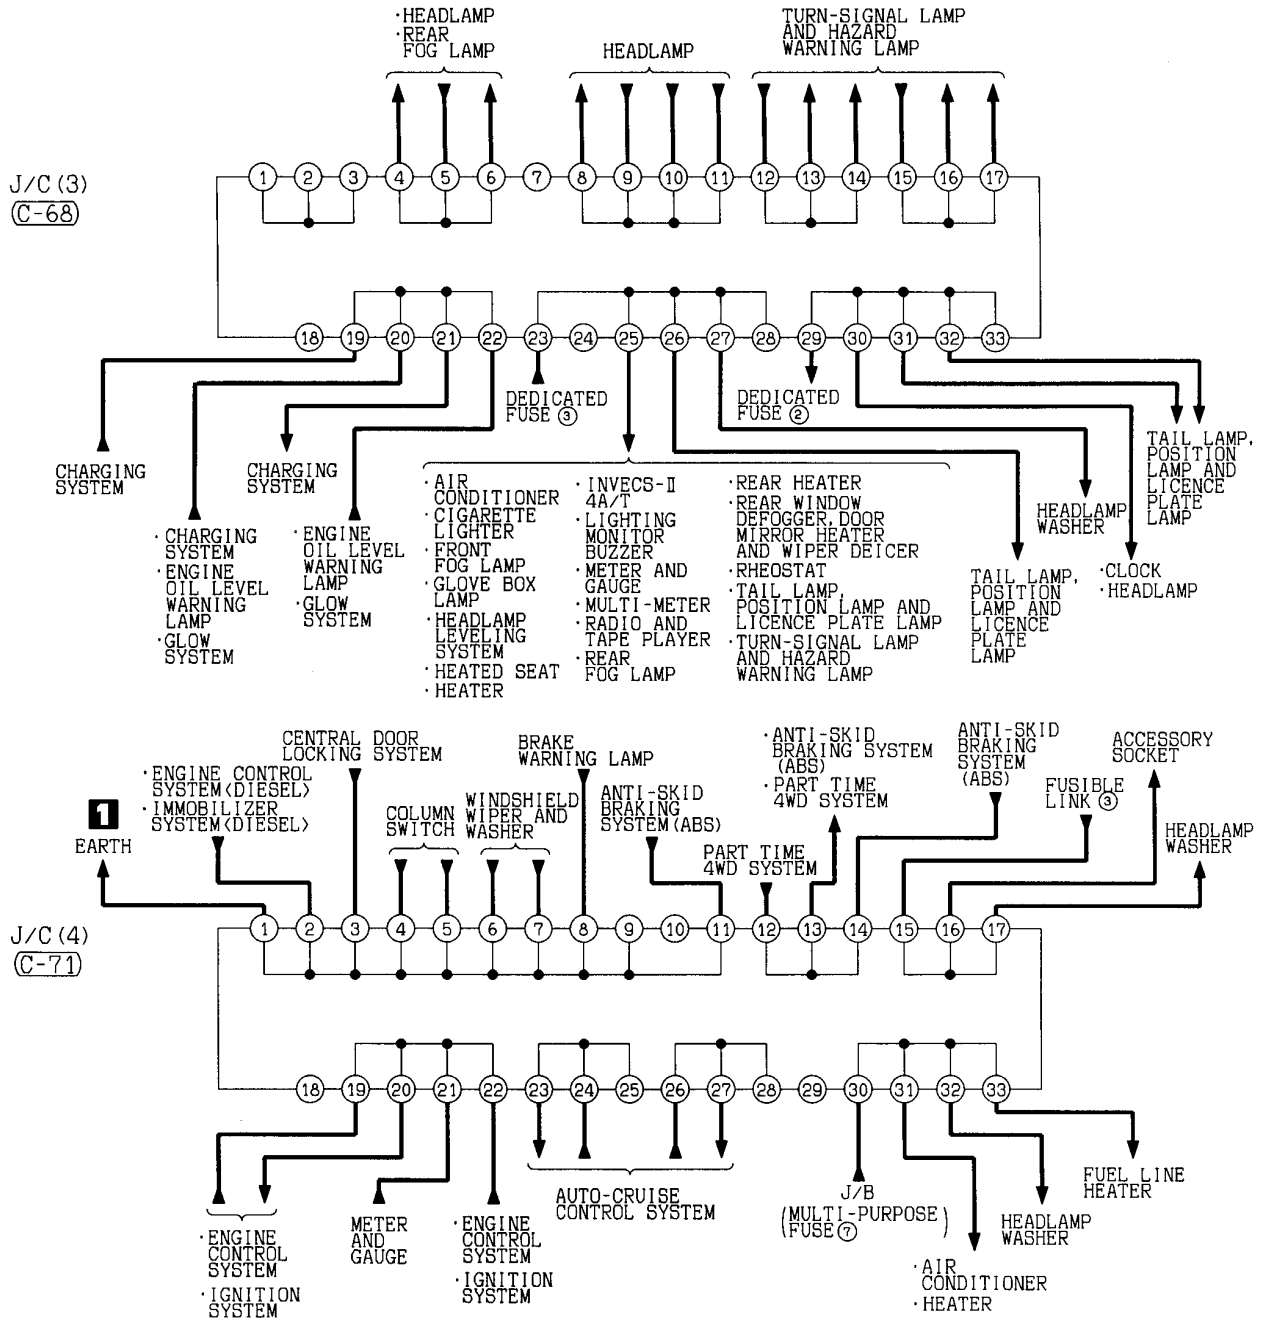 ·HEADLAMP
·REAR
FOG LAMP
HEADLAMP
TURN-SIGNAL LAMP
AND HAZARD
WARNING LAMP
J/C(3)
C-68
1 2 3 4 5 6 7 8 9 10 11 12 13 14 15 16 17
18 19 20 21 22 23 24 25 26 27 28 29 30 31 32 33
CHARGING
SYSTEM
·CHARGING
SYSTEM
·ENGINE
OIL LEVEL
WARNING
LAMP
·GLOW
SYSTEM
CHARGING
SYSTEM
·ENGINE
OIL LEVEL
WARNING
LAMP
·GLOW
SYSTEM
DEDICATED
FUSE ③
DEDICATED
FUSE ②
·AIR
CONDITIONER
·CIGARETTE
LIGHTER
·FRONT
FOG LAMP
·GLOVE BOX
LAMP
·HEADLAMP
LEVELING
SYSTEM
·HEATED SEAT
·HEATER
·INVECS-Ⅱ
4A/T
·LIGHTING
MONITOR
BUZZER
·METER AND
GAUGE
·MULTI-METER
·RADIO AND
TAPE PLAYER
·REAR
FOG LAMP
·REAR HEATER
·REAR WINDOW
DEFOGGER,DOOR
MIRROR HEATER
AND WIPER DEICER
·RHEOSTAT
·TAIL LAMP,
POSITION LAMP AND
LICENCE PLATE LAMP
·TURN-SIGNAL LAMP
AND HAZARD
WARNING LAMP
TAIL LAMP,
POSITION
LAMP AND
LICENCE
PLATE
LAMP
HEADLAMP
WASHER
·CLOCK
·HEADLAMP
TAIL LAMP,
POSITION
LAMP AND
LICENCE
PLATE
LAMP
1
EARTH
·ENGINE CONTROL
SYSTEM<DIESEL>
·IMMOBILIZER
SYSTEM<DIESEL>
CENTRAL DOOR
LOCKING SYSTEM
COLUMN
SWITCH
WINDSHIELD
WIPER AND
WASHER
BRAKE
WARNING LAMP
ANTI-SKID
BRAKING
SYSTEM(ABS)
PART TIME
4WD SYSTEM
·ANTI-SKID
BRAKING SYSTEM
(ABS)
·PART TIME
4WD SYSTEM
ANTI-SKID
BRAKING
SYSTEM
(ABS)
FUSIBLE
LINK ③
ACCESSORY
SOCKET
HEADLAMP
WASHER
J/C(4)
C-71
1 2 3 4 5 6 7 8 9 10 11 12 13 14 15 16 17
18 19 20 21 22 23 24 25 26 27 28 29 30 31 32 33
·ENGINE
CONTROL
SYSTEM
·IGNITION
SYSTEM
METER
AND
GAUGE
·ENGINE
CONTROL
SYSTEM
·IGNITION
SYSTEM
AUTO-CRUISE
CONTROL SYSTEM
J/B
(MULTI-PURPOSE)
FUSE⑦
·AIR
CONDITIONER
·HEATER
HEADLAMP
WASHER
FUEL LINE
HEATER